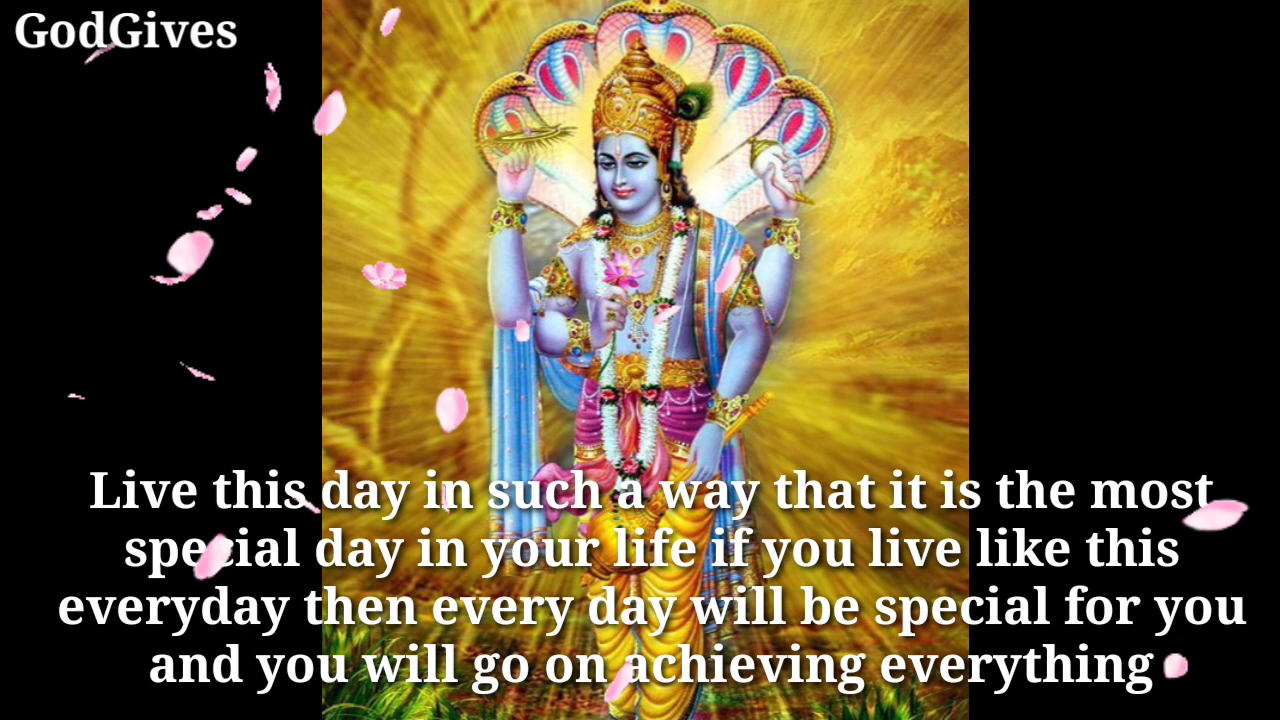 GodGives
Live this day in such a way that it is the most
special day in your life if you live like this
everyday then every day will be special for you
and you will go on achieving everything